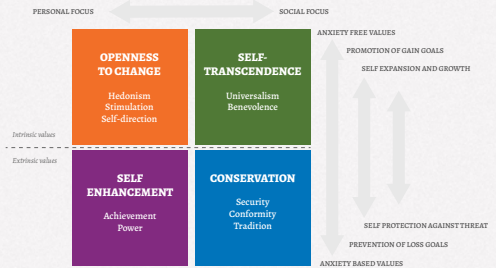 PERSONAL FOCUS
SOCIAL FOCUS
ANXIETY FREE VALUES
PROMOTION OF GAIN GOALS
SELF EXPANSION AND GROWTH
OPENNESS
TO CHANGE
Hedonism
Stimulation
Self-direction
SELF-
TRANSCENDENCE
Universalism
Benevolence
Intrinsic values
Extrinsic values
SELF
ENHANCEMENT
Achievement
Power
CONSERVATION
Security
Conformity
Tradition
SELF PROTECTION AGAINST THREAT
PREVENTION OF LOSS GOALS
ANXIETY BASED VALUES